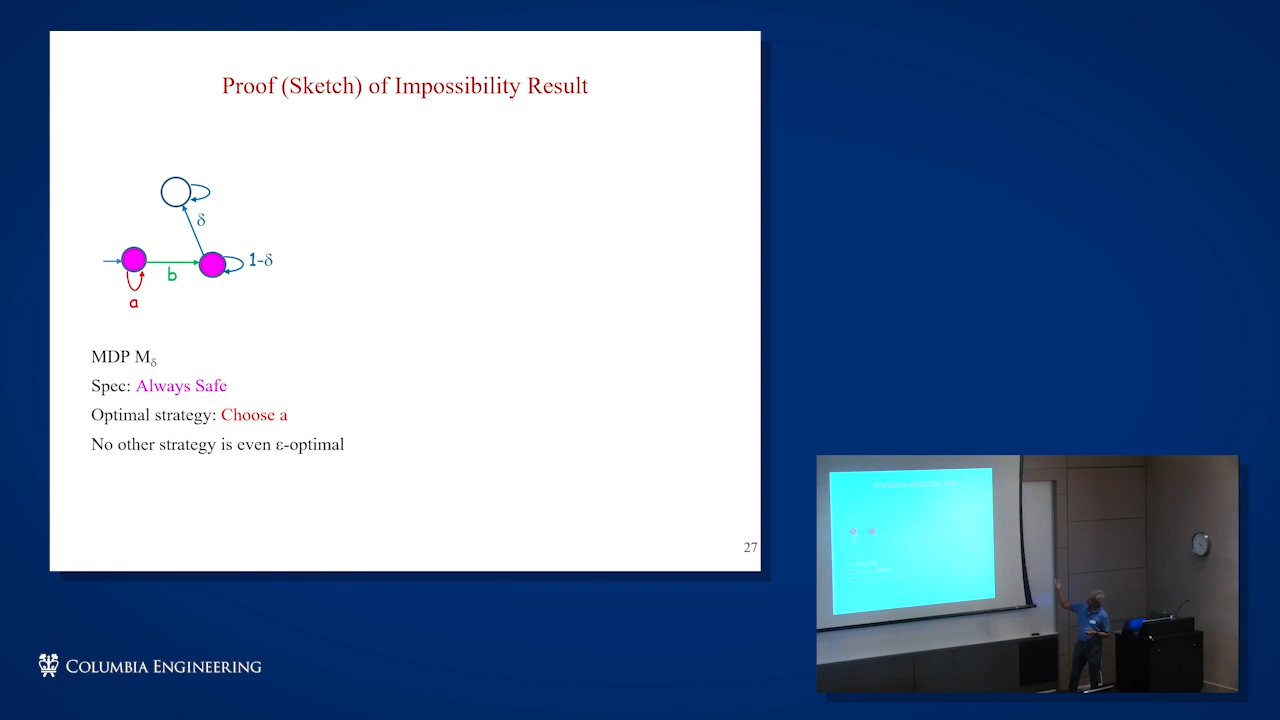 Proof (Sketch) of Impossibility Result
δ
1-δ
b
a
MDP Mδ
Spec: Always Safe
Optimal strategy: Choose a
No other strategy is even ε-optimal
27
COLUMBIA ENGINEERING